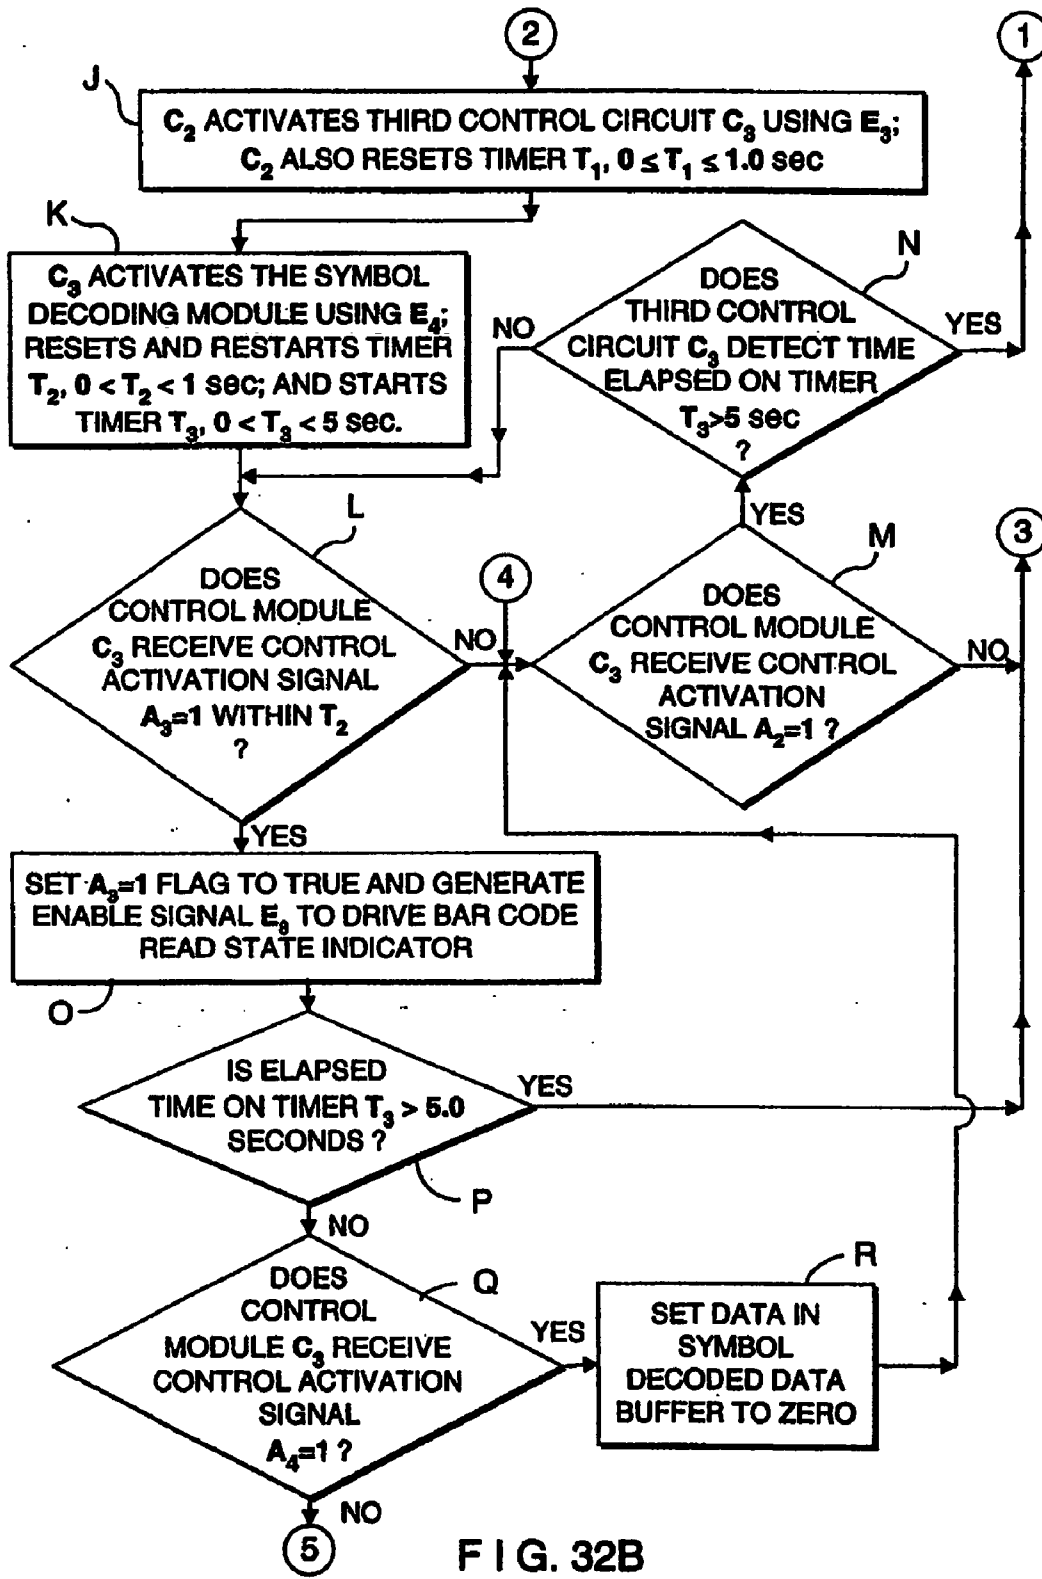 2
1
J
C2 ACTIVATES THIRD CONTROL CIRCUIT C3 USING E3;
C2 ALSO RESETS TIMER T1, 0 ≤ T1 ≤ 1.0 sec
K
C3 ACTIVATES THE SYMBOL
DECODING MODULE USING E4;
RESETS AND RESTARTS TIMER
T2, 0 < T2 < 1 sec; AND STARTS
TIMER T3, 0 < T3 < 5 sec.
N
DOES
THIRD CONTROL
CIRCUIT C3 DETECT TIME
ELAPSED ON TIMER
T3>5 sec
?
NO
YES
L
DOES
CONTROL MODULE
C3 RECEIVE CONTROL
ACTIVATION SIGNAL
A3=1 WITHIN T2
?
NO
YES
4
YES
M
3
DOES
CONTROL MODULE
C3 RECEIVE CONTROL
ACTIVATION
SIGNAL A2=1 ?
NO
SET A3=1 FLAG TO TRUE AND GENERATE
ENABLE SIGNAL E8 TO DRIVE BAR CODE
READ STATE INDICATOR
O
IS ELAPSED
TIME ON TIMER T3 > 5.0
SECONDS ?
YES
P
NO
DOES
CONTROL
MODULE C3 RECEIVE
CONTROL ACTIVATION
SIGNAL
A4=1 ?
Q
YES
R
SET DATA IN
SYMBOL
DECODED DATA
BUFFER TO ZERO
NO
5
FIG. 32B